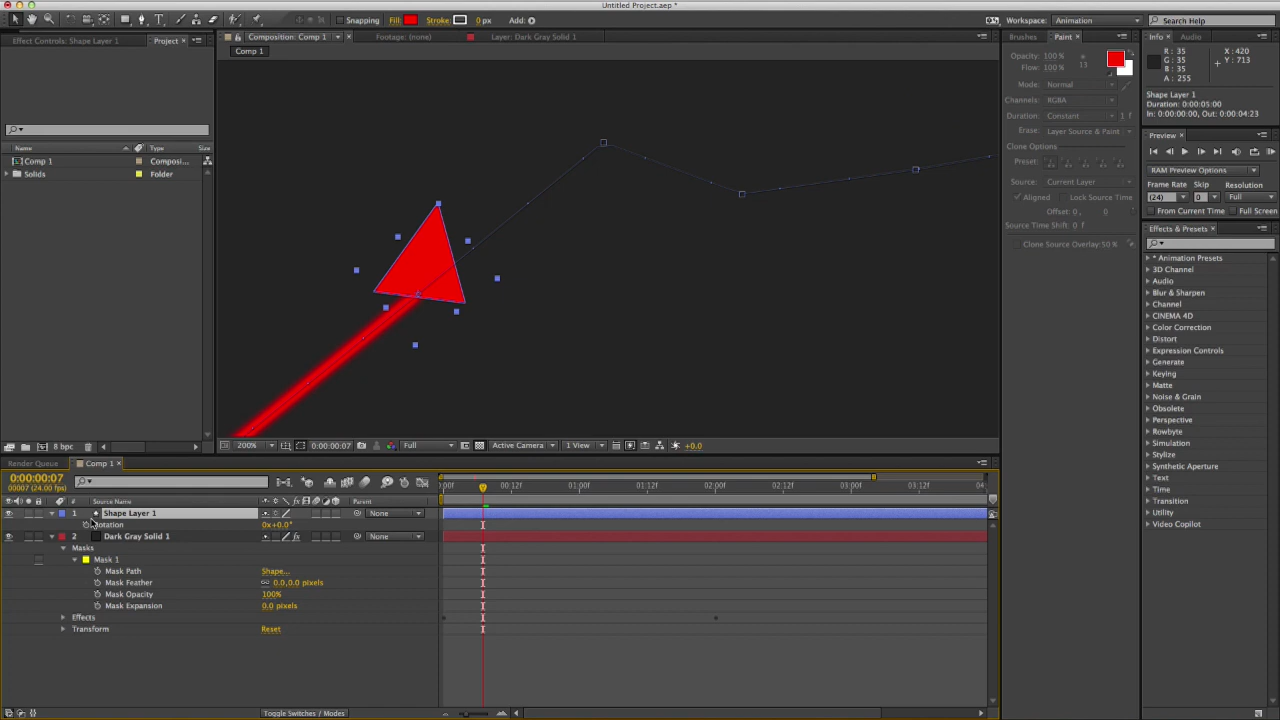 Untitled Project.aep *
Snapping Fill: Stroke: 0 px Add: Workspace: Animation Search Help
Effect Controls: Shape Layer 1 Project
Composition: Comp 1 Footage: (none) Layer: Dark Gray Solid 1
Brushes Paint Info Audio
Comp 1
Opacity: 100 %
Flow: 100 % 13
Mode: Normal
Channels: RGBA
Duration: Constant 1 f
Erase: Layer Source & Paint
Clone Options
Preset:
Source: Current Layer
Aligned Lock Source Time
Offset: 0 , 0
Source Time Shift: 0 f
Clone Source Overlay: 50 %
R : 35 X : 420
G : 35 Y : 713
B : 35
A : 255
Shape Layer 1
Duration: 0:00:05:00
In: 0:00:00:00, Out: 0:00:04:23
Preview
RAM Preview Options
Frame Rate Skip Resolution
(24) 0 Full
From Current Time Full Screen
Effects & Presets
* Animation Presets
3D Channel
Audio
Blur & Sharpen
Channel
CINEMA 4D
Color Correction
Distort
Expression Controls
Generate
Keying
Matte
Noise & Grain
Obsolete
Perspective
Rowbyte
Simulation
Stylize
Synthetic Aperture
Text
Time
Transition
Utility
Video Copilot
Name Type Size
Comp 1 Composi...
Solids Folder
8 bpc
200% 0:00:00:07 Full Active Camera 1 View +0.0
Render Queue Comp 1
0:00:00:07
00007 (24.00 fps)
:00f 00:12f 01:00f 01:12f 02:00f 02:12f 03:00f 03:12f 04:
# Source Name Parent
1 Shape Layer 1 None
Rotation 0x+0.0°
2 Dark Gray Solid 1 None
Masks
Mask 1
Mask Path Shape...
Mask Feather 0.0,0.0 pixels
Mask Opacity 100%
Mask Expansion 0.0 pixels
Effects
Transform Reset
Toggle Switches / Modes